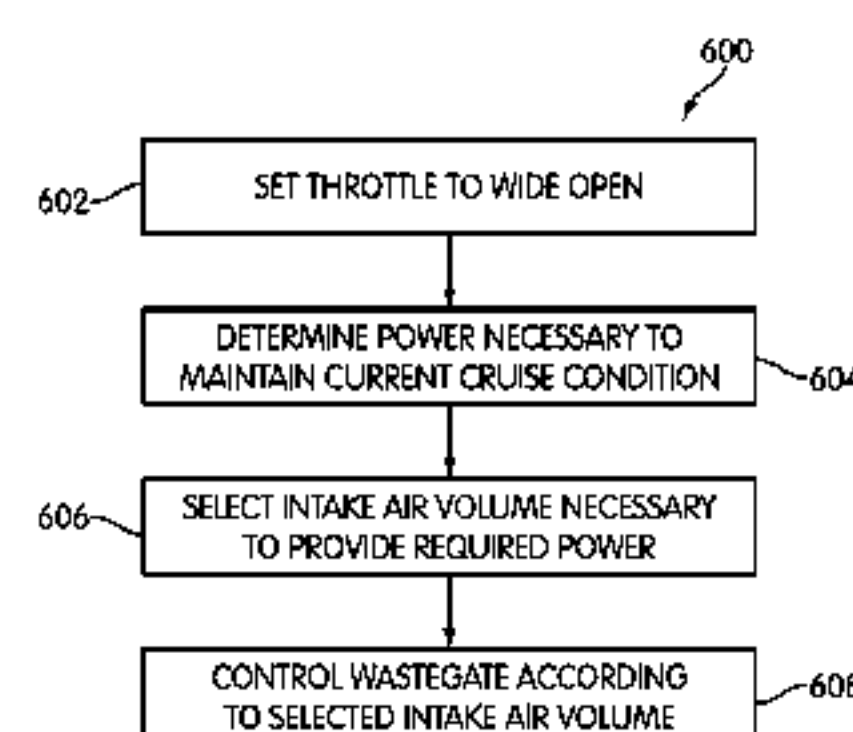 600
602
SET THROTTLE TO WIDE OPEN
DETERMINE POWER NECESSARY TO
MAINTAIN CURRENT CRUISE CONDITION
604
606
SELECT INTAKE AIR VOLUME NECESSARY
TO PROVIDE REQUIRED POWER
CONTROL WASTEGATE ACCORDING
TO SELECTED INTAKE AIR VOLUME